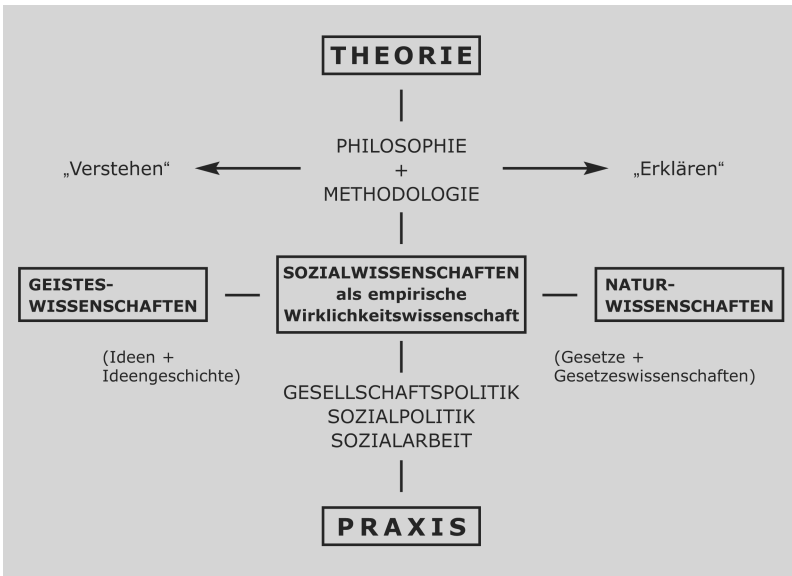 THEORIE
PHILOSOPHIE
+
METHODOLOGIE
„Verstehen“
„Erklären“
GEISTES-
WISSENSCHAFTEN
SOZIALWISSENSCHAFTEN
als empirische
Wirklichkeitswissenschaft
NATUR-
WISSENSCHAFTEN
(Ideen +
Ideengeschichte)
(Gesetze +
Gesetzeswissenschaften)
GESELLSCHAFTSPOLITIK
SOZIALPOLITIK
SOZIALARBEIT
PRAXIS